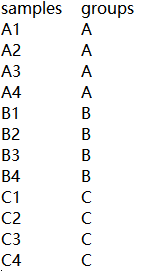 samples groups
A1 A
A2 A
A3 A
A4 A
B1 B
B2 B
B3 B
B4 B
C1 C
C2 C
C3 C
C4 C